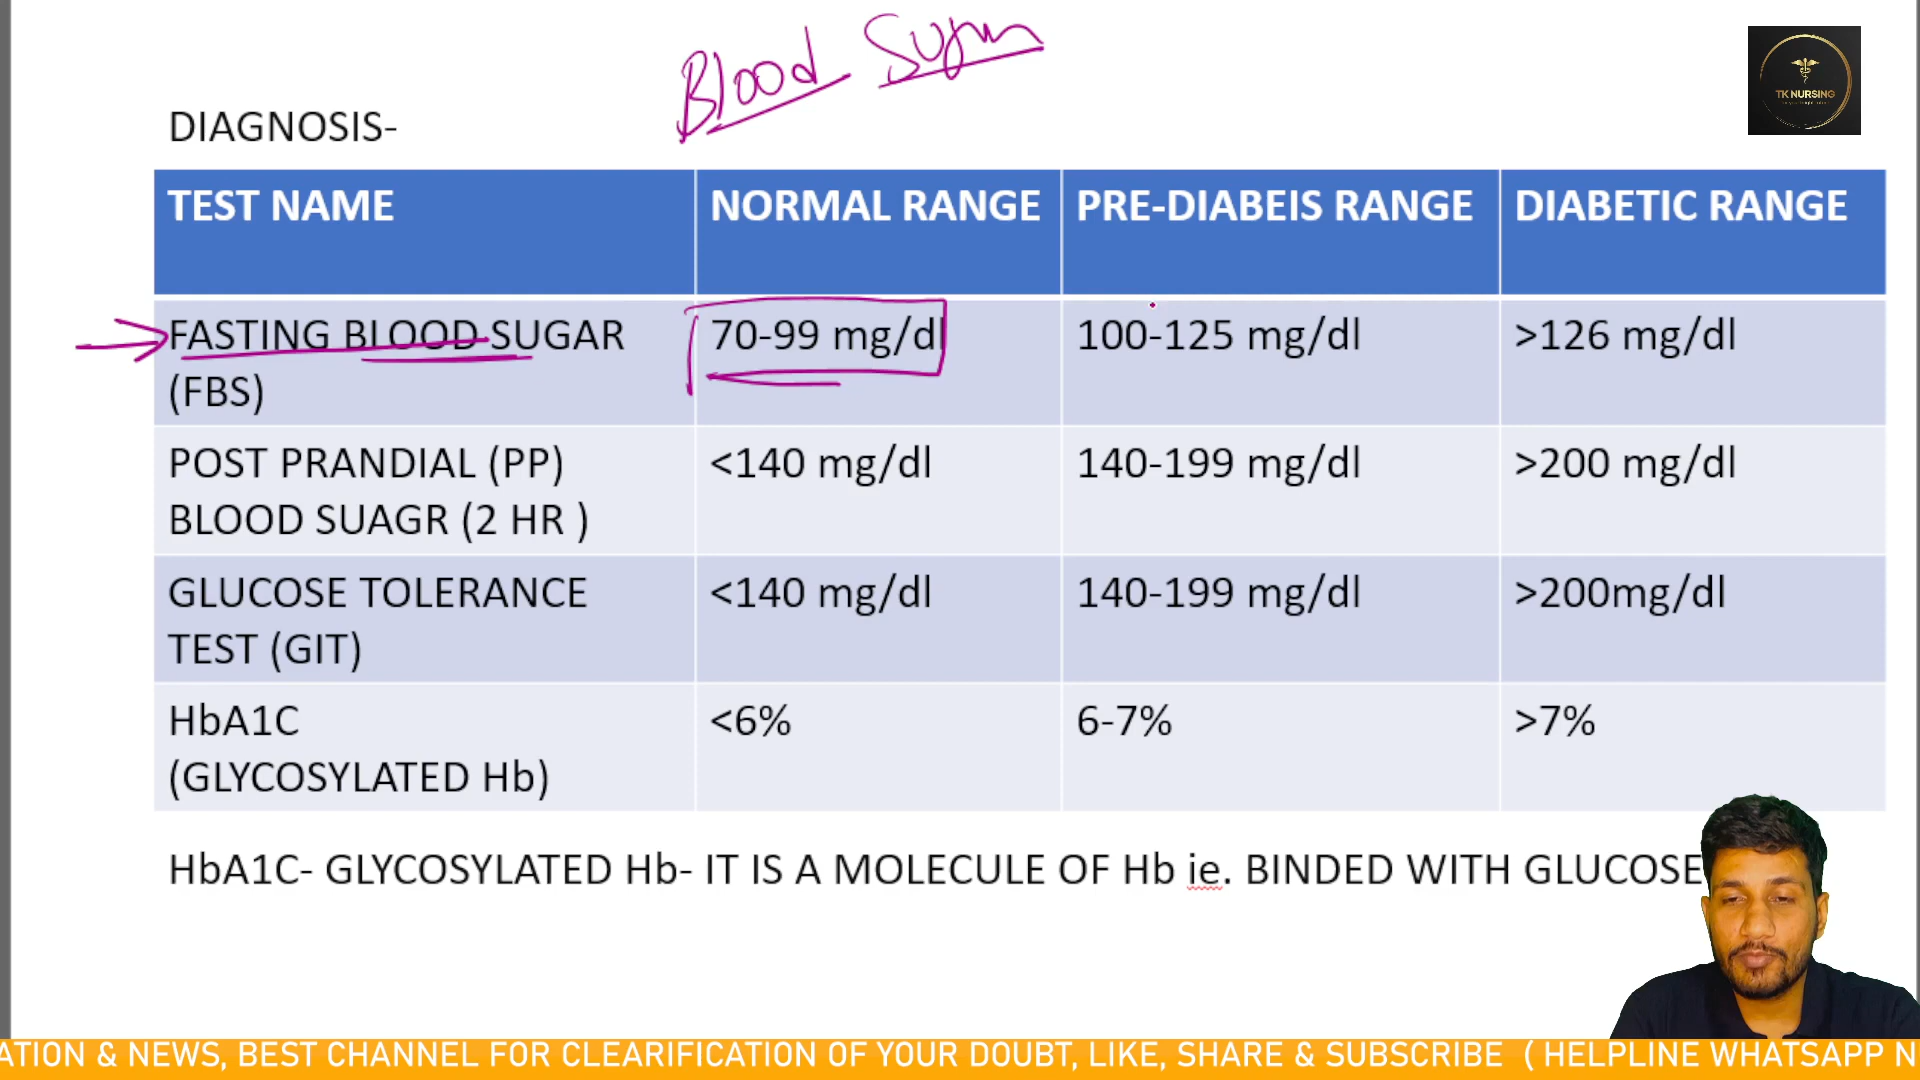 Blood Sugar
TK NURSING
DIAGNOSIS-
TEST NAME NORMAL RANGE PRE-DIABEIS RANGE DIABETIC RANGE
FASTING BLOOD SUGAR 70-99 mg/dl 100-125 mg/dl >126 mg/dl
(FBS)
POST PRANDIAL (PP) <140 mg/dl 140-199 mg/dl >200 mg/dl
BLOOD SUAGR (2 HR )
GLUCOSE TOLERANCE <140 mg/dl 140-199 mg/dl >200mg/dl
TEST (GIT)
HbA1C <6% 6-7% >7%
(GLYCOSYLATED Hb)
HbA1C- GLYCOSYLATED Hb- IT IS A MOLECULE OF Hb ie. BINDED WITH GLUCOSE
ATION & NEWS, BEST CHANNEL FOR CLEARIFICATION OF YOUR DOUBT, LIKE, SHARE & SUBSCRIBE ( HELPLINE WHATSAPP N